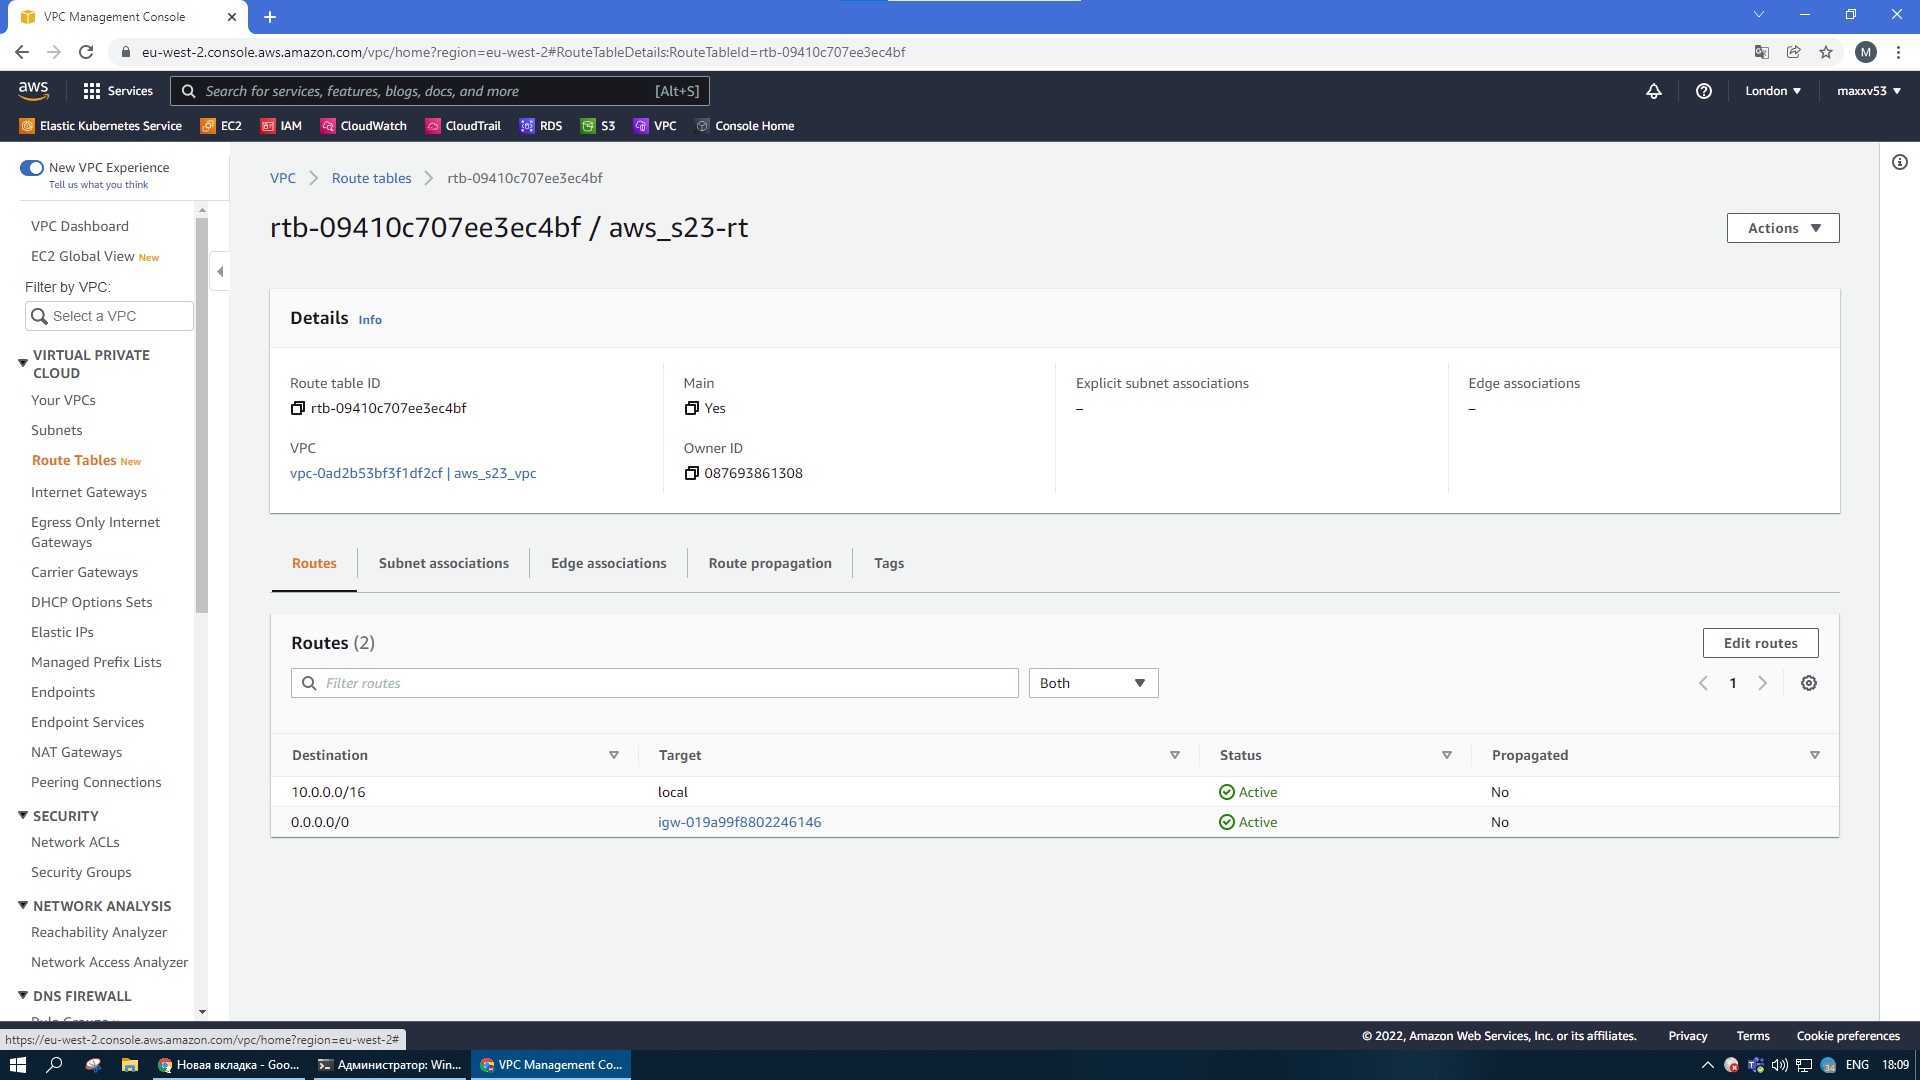 VPC Management Console
eu-west-2.console.aws.amazon.com/vpc/home?region=eu-west-2#RouteTableDetails:RouteTableId=rtb-09410c707ee3ec4bf
M
aws
Services
Search for services, features, blogs, docs, and more
[Alt+S]
London
maxxv53
Elastic Kubernetes Service
EC2
IAM
CloudWatch
CloudTrail
RDS
S3
VPC
Console Home
New VPC Experience
Tell us what you think
VPC Dashboard
EC2 Global View New
Filter by VPC:
Select a VPC
VIRTUAL PRIVATE
CLOUD
Your VPCs
Subnets
Route Tables New
Internet Gateways
Egress Only Internet
Gateways
Carrier Gateways
DHCP Options Sets
Elastic IPs
Managed Prefix Lists
Endpoints
Endpoint Services
NAT Gateways
Peering Connections
SECURITY
Network ACLs
Security Groups
NETWORK ANALYSIS
Reachability Analyzer
Network Access Analyzer
DNS FIREWALL
VPC
Route tables
rtb-09410c707ee3ec4bf
rtb-09410c707ee3ec4bf / aws_s23-rt
Actions
Details Info
Route table ID
rtb-09410c707ee3ec4bf
VPC
vpc-0ad2b53bf3f1df2cf | aws_s23_vpc
Main
Yes
Owner ID
087693861308
Explicit subnet associations
–
Edge associations
–
Routes
Subnet associations
Edge associations
Route propagation
Tags
Routes (2)
Edit routes
Filter routes
Both
1
Destination
Target
Status
Propagated
10.0.0.0/16
local
Active
No
0.0.0.0/0
igw-019a99f8802246146
Active
No
https://eu-west-2.console.aws.amazon.com/vpc/home?region=eu-west-2#
© 2022, Amazon Web Services, Inc. or its affiliates.
Privacy
Terms
Cookie preferences
Новая вкладка - Goo...
Администратор: Win...
VPC Management Co...
34
ENG
18:09